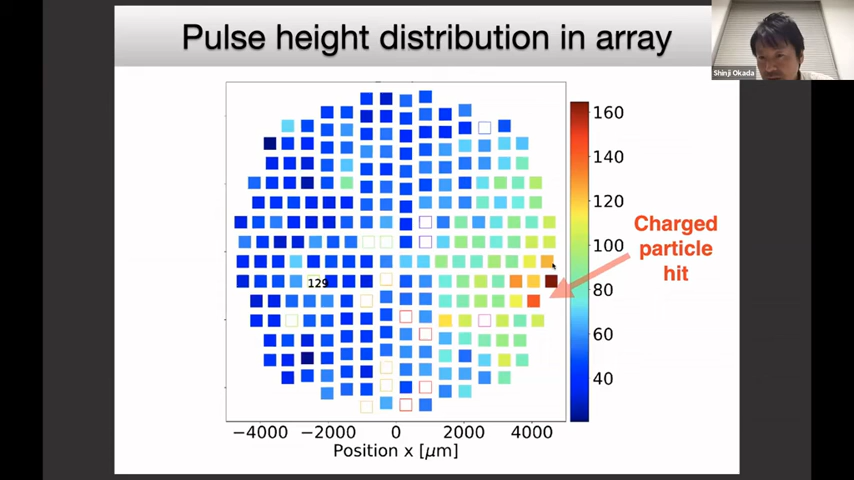 Pulse height distribution in array
Shinji Okada
160
140
120
100
80
60
40
Charged
particle
hit
129
−4000 −2000 0 2000 4000
Position x [μm]